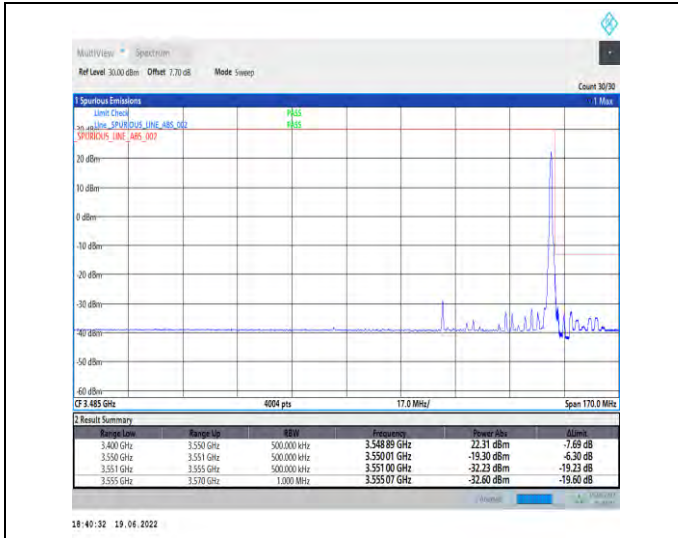 MultiView Spectrum
Ref Level 30.00 dBm Offset 7.70 dB Mode Sweep
Count 30/30
1 Spurious Emissions 1 Max
Limit Check PASS
Line _SPURIOUS_LINE_ABS_002 PASS
_SPURIOUS_LINE_ABS_002
20 dBm
10 dBm
0 dBm
-10 dBm
-20 dBm
-30 dBm
-40 dBm
-50 dBm
-60 dBm
CF 3.485 GHz 4004 pts 17.0 MHz/ Span 170.0 MHz
2 Result Summary
Range Low Range Up RBW Frequency Power Abs ΔLimit
3.400 GHz 3.550 GHz 500.000 kHz 3.548 89 GHz 22.31 dBm -7.69 dB
3.550 GHz 3.551 GHz 500.000 kHz 3.550 01 GHz -19.30 dBm -6.30 dB
3.551 GHz 3.555 GHz 500.000 kHz 3.551 00 GHz -32.23 dBm -19.23 dB
3.555 GHz 3.570 GHz 1.000 MHz 3.555 07 GHz -32.60 dBm -19.60 dB
18:40:32 19.06.2022